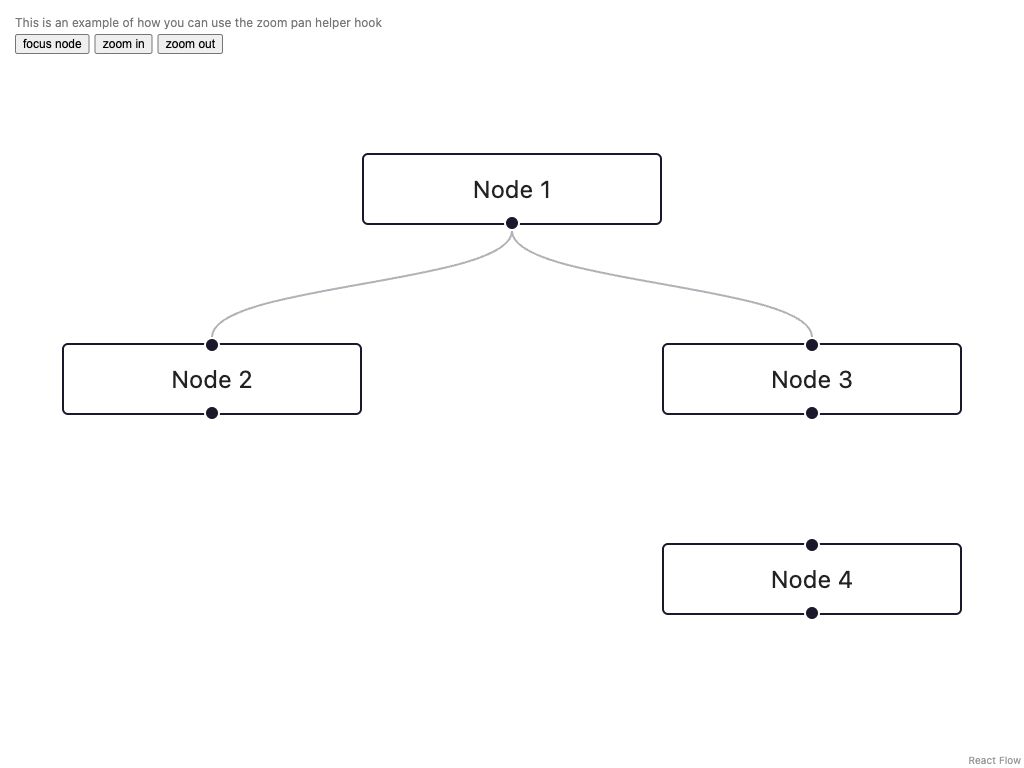 This is an example of how you can use the zoom pan helper hook
focus node zoom in zoom out
Node 1
Node 2 Node 3
Node 4
React Flow